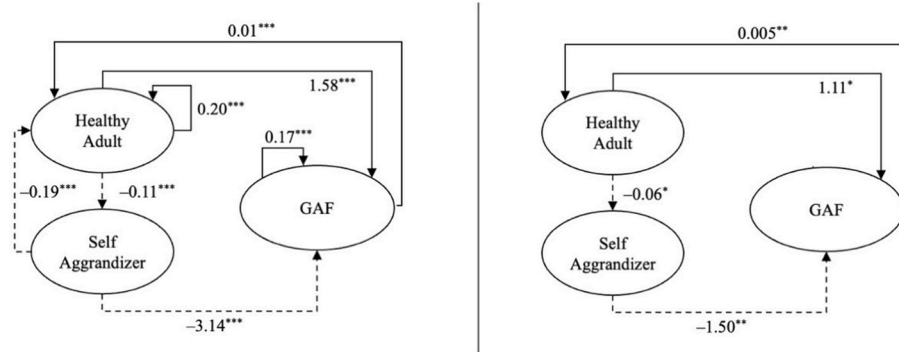 0.01***
1.58***
0.20***
Healthy
Adult
0.17***
–0.19***
–0.11***
GAF
Self
Aggrandizer
–3.14***
0.005**
1.11*
Healthy
Adult
–0.06*
GAF
Self
Aggrandizer
–1.50**